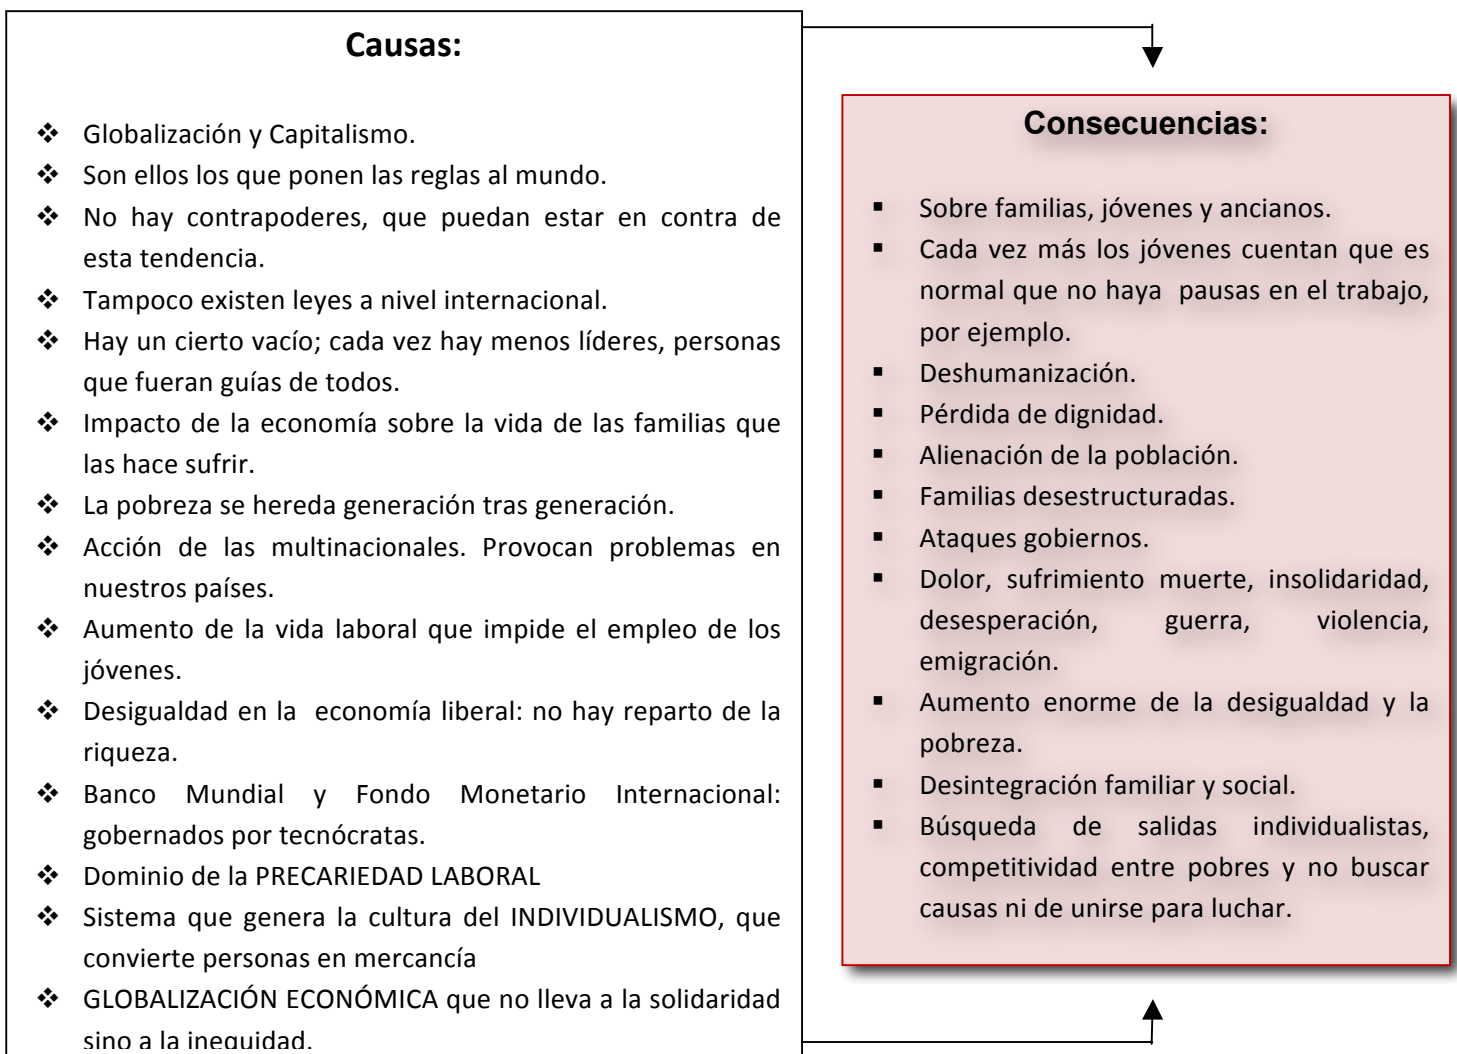 Causas:
❖ Globalización y Capitalismo.
❖ Son ellos los que ponen las reglas al mundo.
❖ No hay contrapoderes, que puedan estar en contra de
esta tendencia.
❖ Tampoco existen leyes a nivel internacional.
❖ Hay un cierto vacío; cada vez hay menos líderes, personas
que fueran guías de todos.
❖ Impacto de la economía sobre la vida de las familias que
las hace sufrir.
❖ La pobreza se hereda generación tras generación.
❖ Acción de las multinacionales. Provocan problemas en
nuestros países.
❖ Aumento de la vida laboral que impide el empleo de los
jóvenes.
❖ Desigualdad en la economía liberal: no hay reparto de la
riqueza.
❖ Banco Mundial y Fondo Monetario Internacional:
gobernados por tecnócratas.
❖ Dominio de la PRECARIEDAD LABORAL
❖ Sistema que genera la cultura del INDIVIDUALISMO, que
convierte personas en mercancía
❖ GLOBALIZACIÓN ECONÓMICA que no lleva a la solidaridad
sino a la inequidad.
Consecuencias:
▪ Sobre familias, jóvenes y ancianos.
▪ Cada vez más los jóvenes cuentan que es
normal que no haya pausas en el trabajo,
por ejemplo.
▪ Deshumanización.
▪ Pérdida de dignidad.
▪ Alienación de la población.
▪ Familias desestructuradas.
▪ Ataques gobiernos.
▪ Dolor, sufrimiento muerte, insolidaridad,
desesperación, guerra, violencia,
emigración.
▪ Aumento enorme de la desigualdad y la
pobreza.
▪ Desintegración familiar y social.
▪ Búsqueda de salidas individualistas,
competitividad entre pobres y no buscar
causas ni de unirse para luchar.